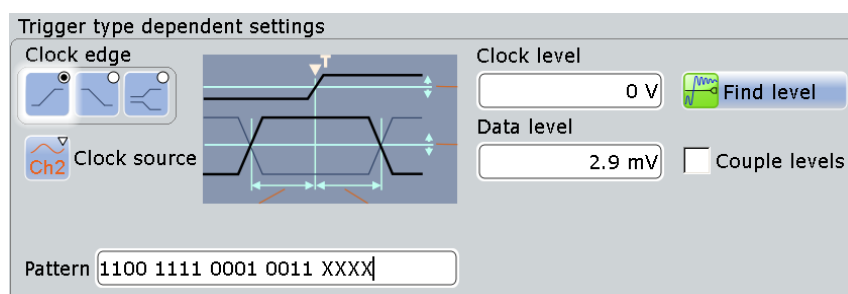 Trigger type dependent settings
Clock edge
T
Clock level
0 V
Find level
Data level
Ch2
Clock source
2.9 mV
Couple levels
Pattern
1100 1111 0001 0011 XXXX